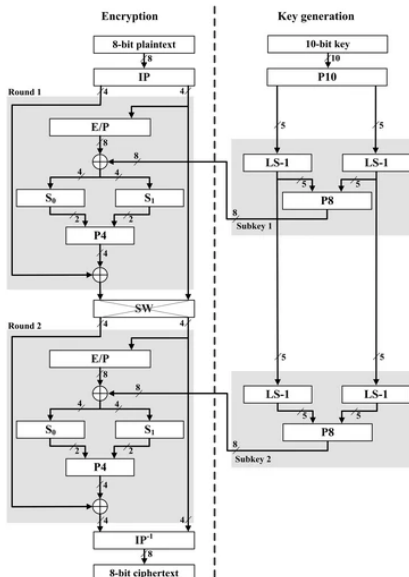 Encryption
8-bit plaintext
8
IP
4 4
Round 1
E/P
8
8
4 4
S0 S1
2 2
P4
4
SW
4 4
Round 2
E/P
8
8
4 4
S0 S1
2 2
P4
4
4 4
IP-1
8
8-bit ciphertext
Key generation
10-bit key
10
P10
5 5
LS-1 LS-1
5 5
P8
8
Subkey 1
5 5
LS-1 LS-1
5 5
P8
8
Subkey 2